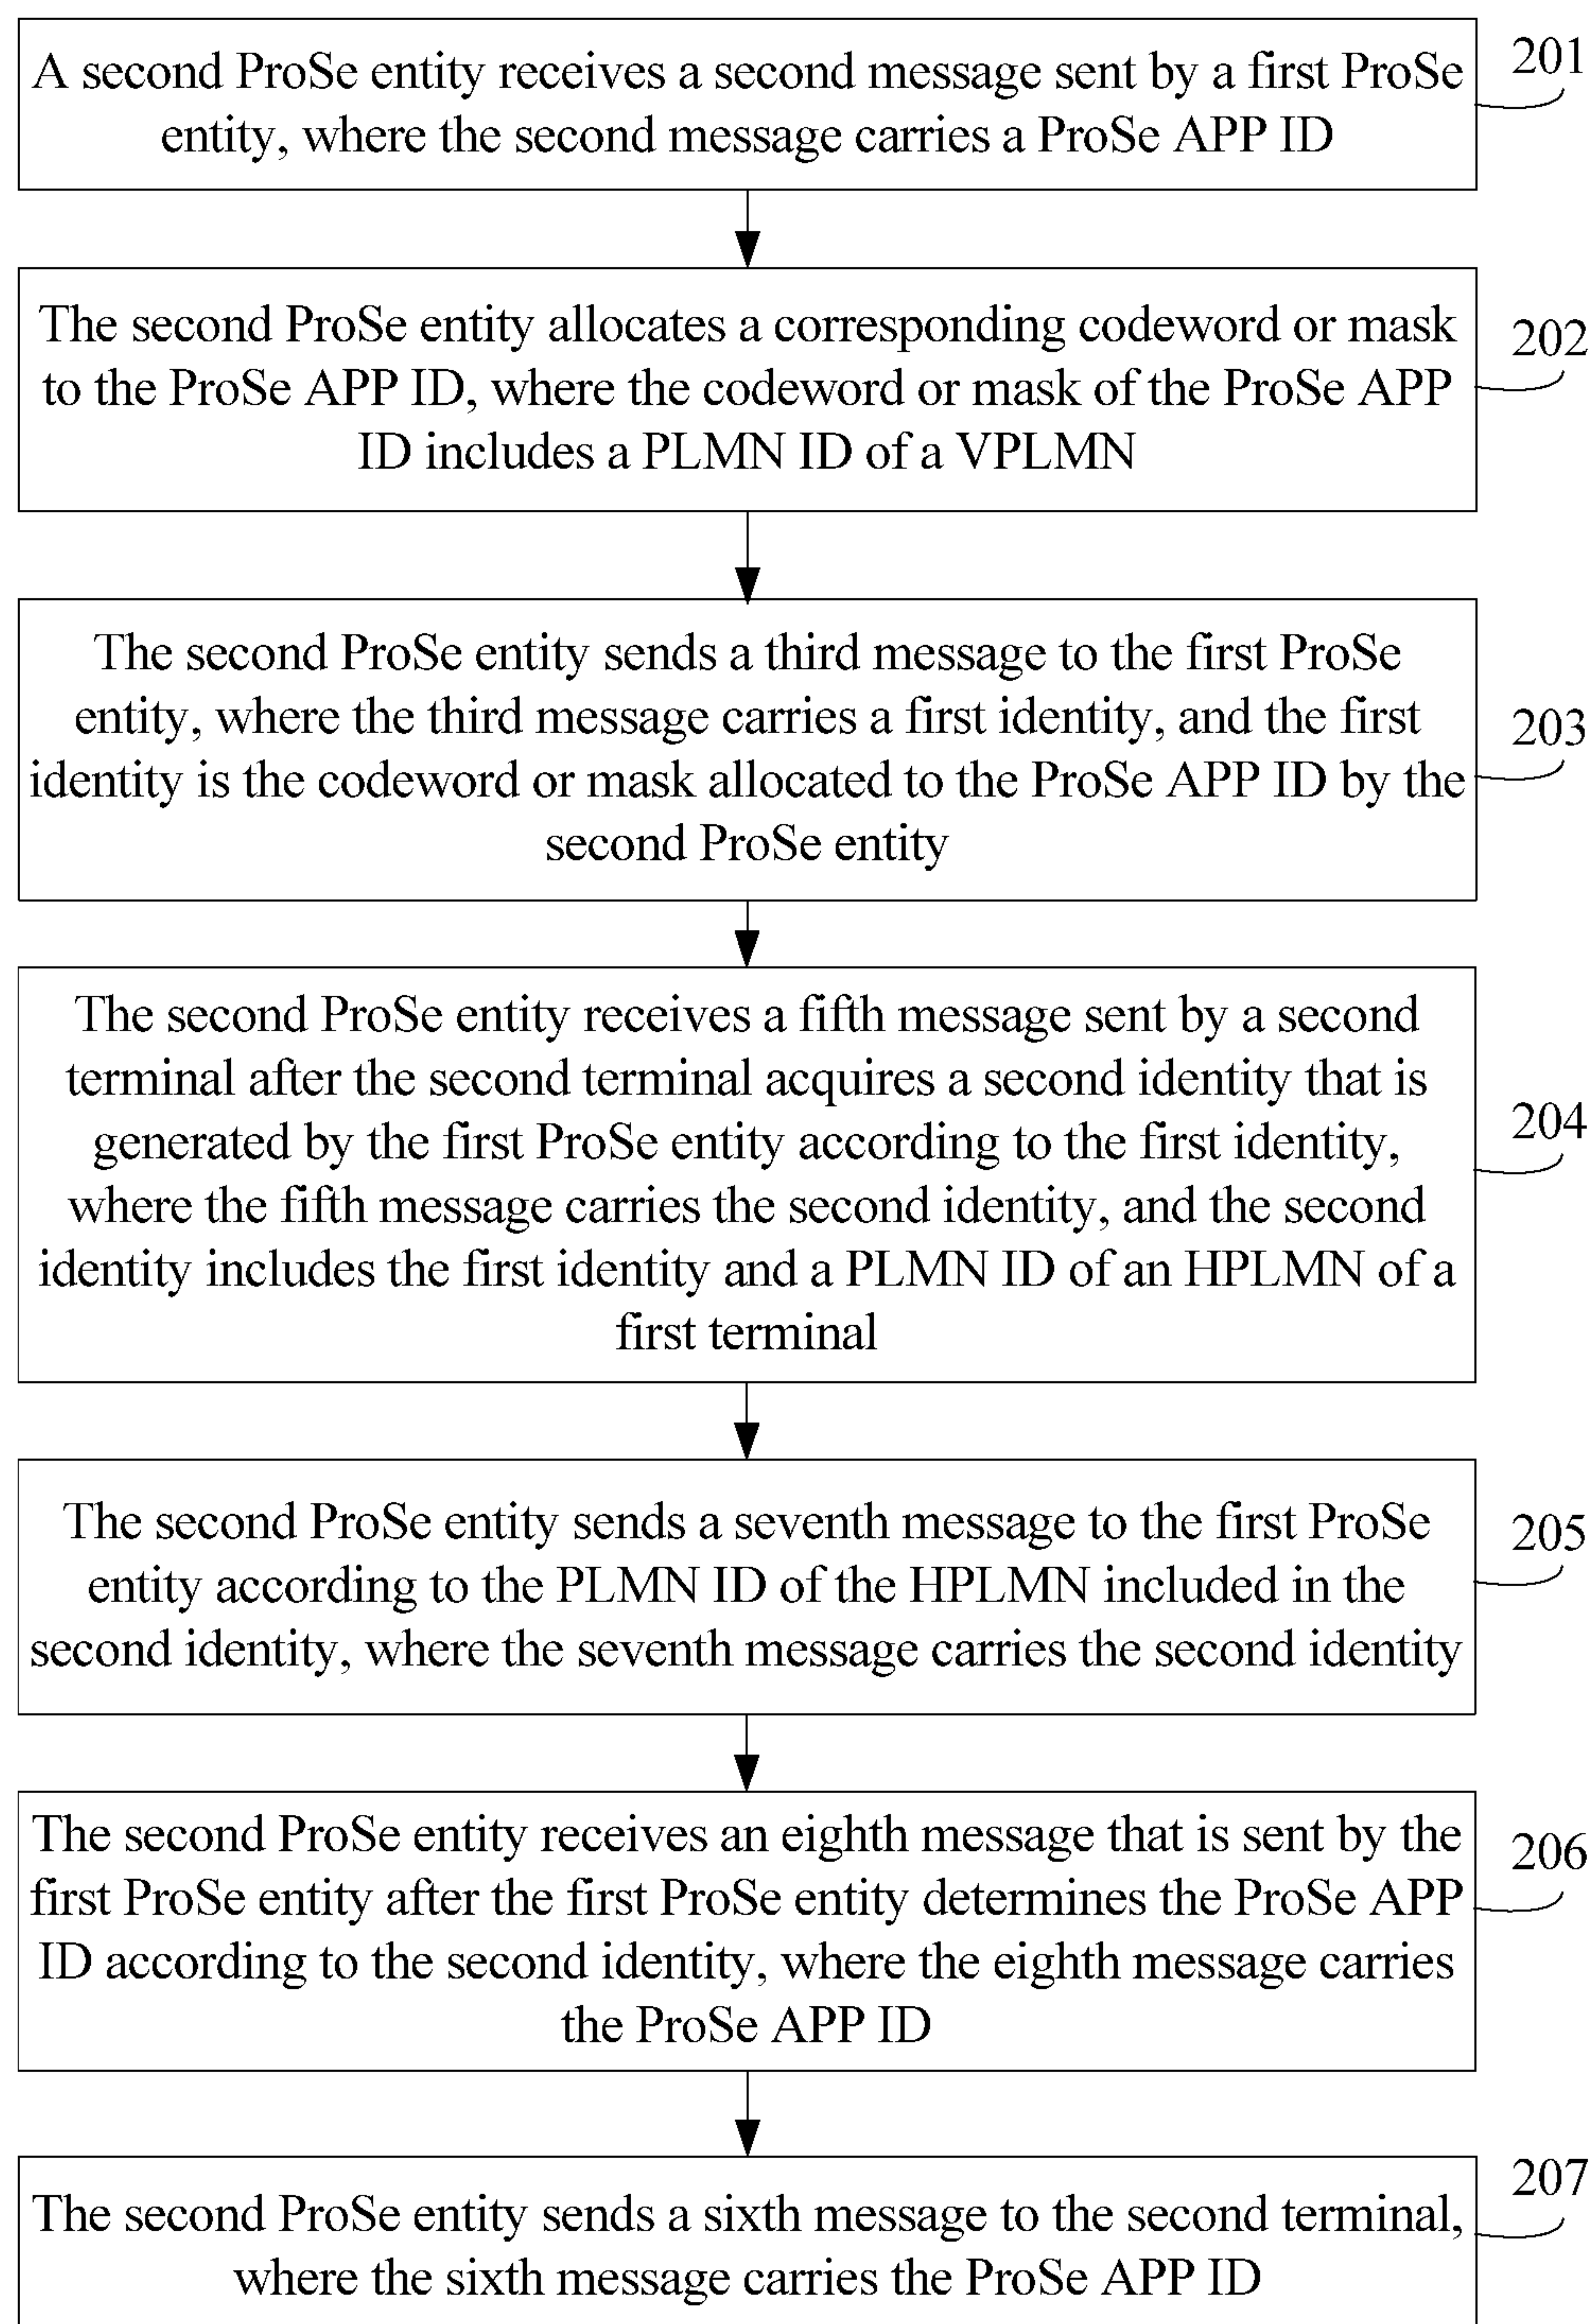 A second ProSe entity receives a second message sent by a first ProSe
entity, where the second message carries a ProSe APP ID
201
The second ProSe entity allocates a corresponding codeword or mask
to the ProSe APP ID, where the codeword or mask of the ProSe APP
ID includes a PLMN ID of a VPLMN
202
The second ProSe entity sends a third message to the first ProSe
entity, where the third message carries a first identity, and the first
identity is the codeword or mask allocated to the ProSe APP ID by the
second ProSe entity
203
The second ProSe entity receives a fifth message sent by a second
terminal after the second terminal acquires a second identity that is
generated by the first ProSe entity according to the first identity,
where the fifth message carries the second identity, and the second
identity includes the first identity and a PLMN ID of an HPLMN of a
first terminal
204
The second ProSe entity sends a seventh message to the first ProSe
entity according to the PLMN ID of the HPLMN included in the
second identity, where the seventh message carries the second identity
205
The second ProSe entity receives an eighth message that is sent by the
first ProSe entity after the first ProSe entity determines the ProSe APP
ID according to the second identity, where the eighth message carries
the ProSe APP ID
206
The second ProSe entity sends a sixth message to the second terminal,
where the sixth message carries the ProSe APP ID
207